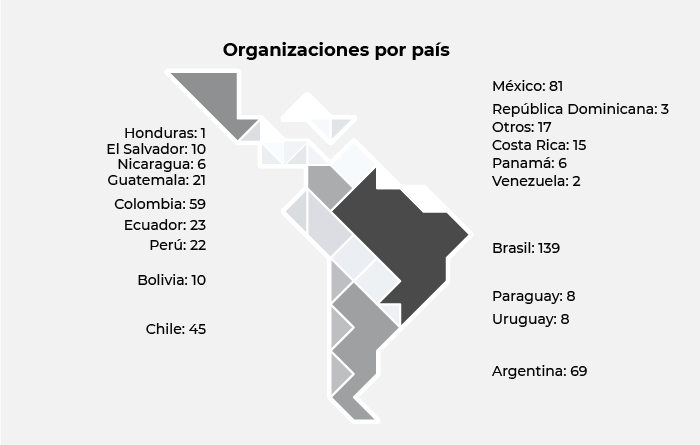 Organizaciones por país
Honduras: 1
El Salvador: 10
Nicaragua: 6
Guatemala: 21
Colombia: 59
Ecuador: 23
Perú: 22
Bolivia: 10
Chile: 45
México: 81
República Dominicana: 3
Otros: 17
Costa Rica: 15
Panamá: 6
Venezuela: 2
Brasil: 139
Paraguay: 8
Uruguay: 8
Argentina: 69